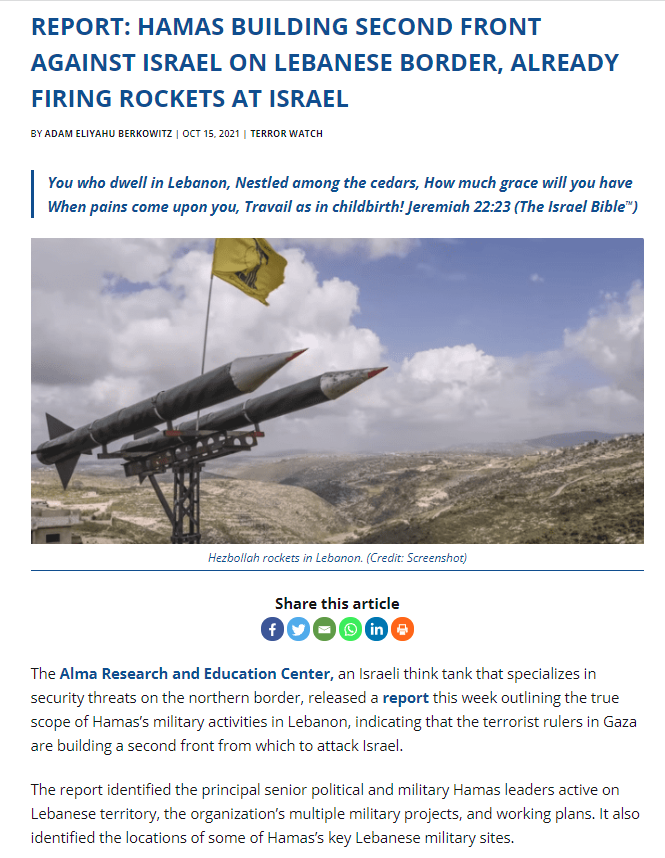 REPORT: HAMAS BUILDING SECOND FRONT
AGAINST ISRAEL ON LEBANESE BORDER, ALREADY
FIRING ROCKETS AT ISRAEL
BY ADAM ELIYAHU BERKOWITZ | OCT 15, 2021 | TERROR WATCH
You who dwell in Lebanon, Nestled among the cedars, How much grace will you have
When pains come upon you, Travail as in childbirth! Jeremiah 22:23 (The Israel Bible™)
Hezbollah rockets in Lebanon. (Credit: Screenshot)
Share this article
The Alma Research and Education Center, an Israeli think tank that specializes in
security threats on the northern border, released a report this week outlining the true
scope of Hamas’s military activities in Lebanon, indicating that the terrorist rulers in Gaza
are building a second front from which to attack Israel.
The report identified the principal senior political and military Hamas leaders active on
Lebanese territory, the organization’s multiple military projects, and working plans. It also
identified the locations of some of Hamas’s key Lebanese military sites.